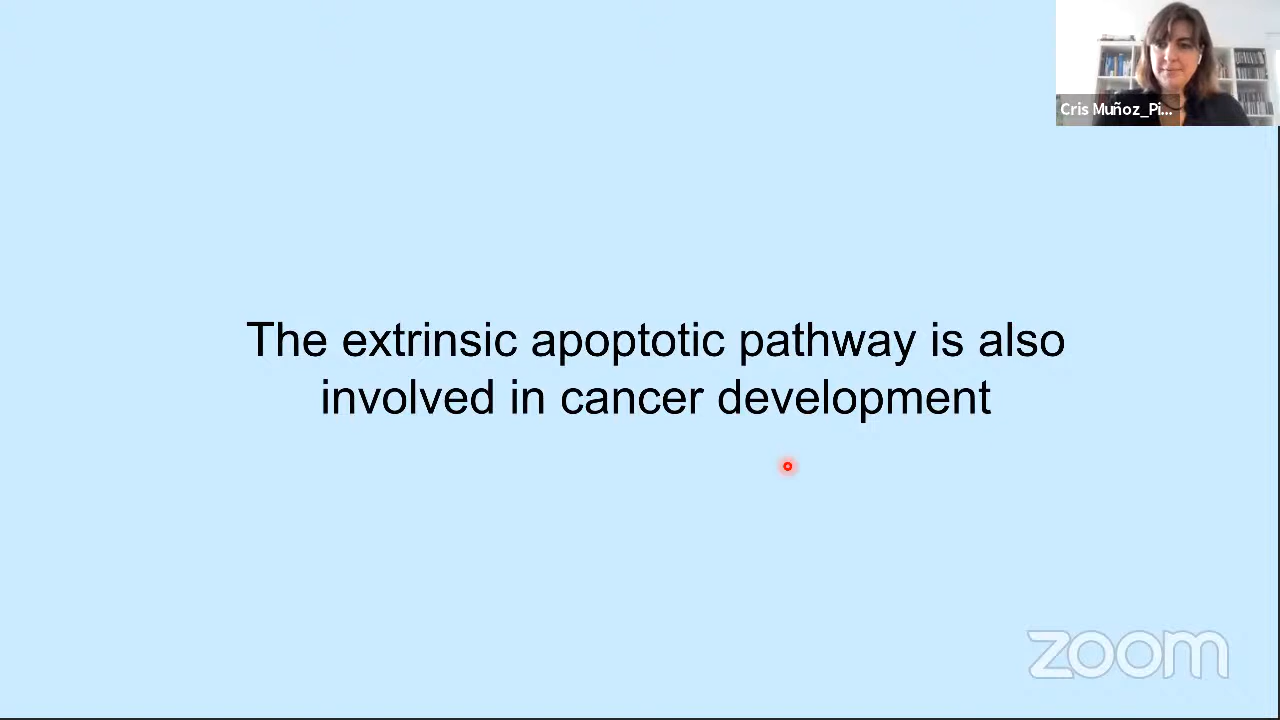 Cris Muñoz_Pi...
The extrinsic apoptotic pathway is also
involved in cancer development
zoom